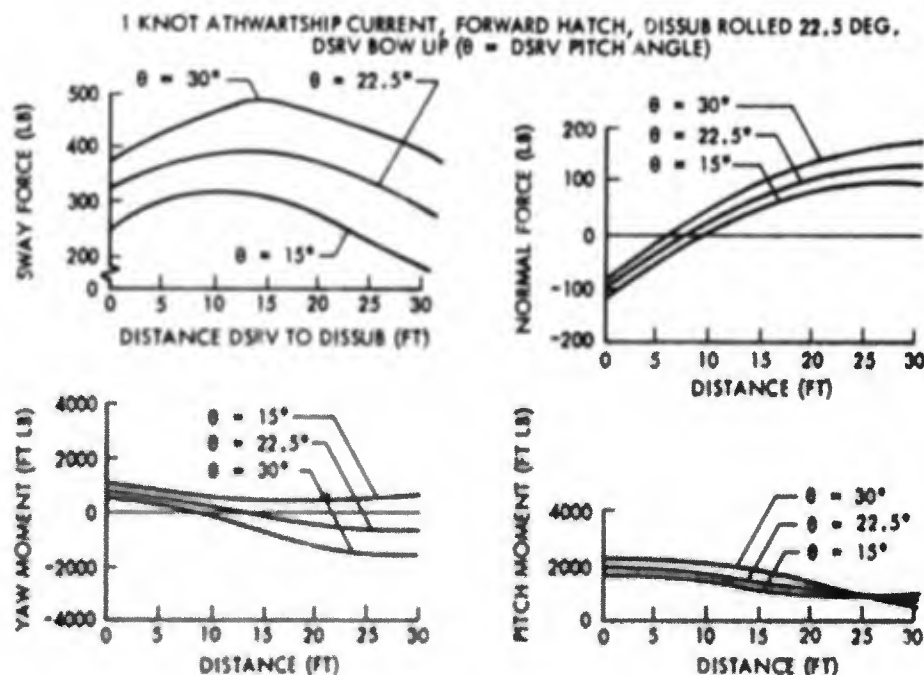 1 KNOT ATHWARTSHIP CURRENT, FORWARD HATCH, DISSUB ROLLED 22.5 DEG,
DSRV BOW UP (θ = DSRV PITCH ANGLE)
θ = 30°
θ = 22.5°
θ = 15°
SWAY FORCE (LB)
500
400
300
200
0
0 5 10 15 20 25 30
DISTANCE DSRV TO DISSUB (FT)
θ = 30°
θ = 22.5°
θ = 15°
NORMAL FORCE (LB)
200
100
0
-100
-200
0 5 10 15 20 25 30
DISTANCE (FT)
θ = 15°
θ = 22.5°
θ = 30°
YAW MOMENT (FT LB)
4000
2000
0
-2000
-4000
0 5 10 15 20 25 30
DISTANCE (FT)
θ = 30°
θ = 22.5°
θ = 15°
PITCH MOMENT (FT LB)
4000
2000
0
0 5 10 15 20 25 30
DISTANCE (FT)